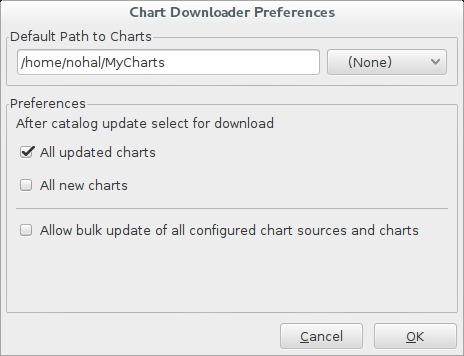 Chart Downloader Preferences
Default Path to Charts
/home/nohal/MyCharts (None)
Preferences
After catalog update select for download
All updated charts
All new charts
Allow bulk update of all configured chart sources and charts
Cancel OK